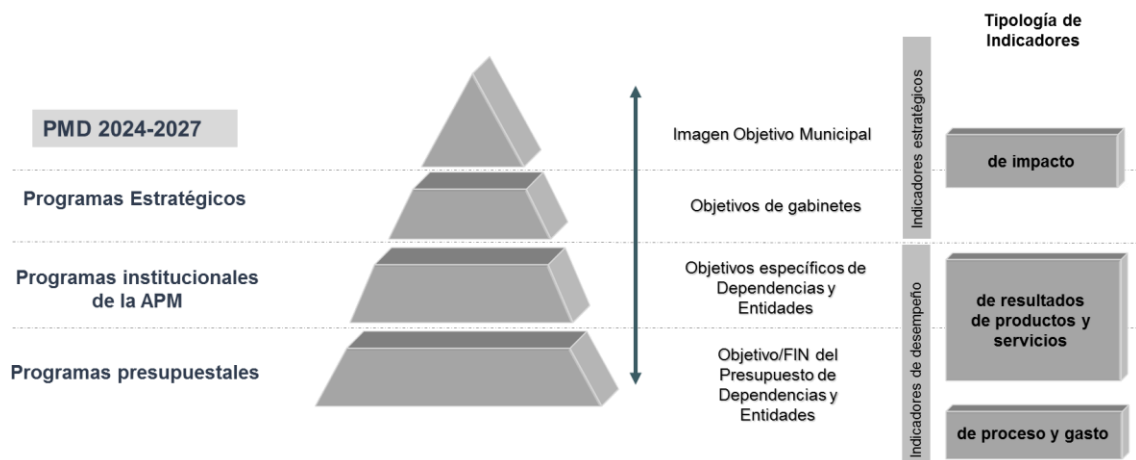 Tipología de
Indicadores
PMD 2024-2027
Imagen Objetivo Municipal
Indicadores estratégicos
de impacto
Programas Estratégicos
Objetivos de gabinetes
Programas institucionales
de la APM
Objetivos específicos de
Dependencias y
Entidades
Indicadores de desempeño
de resultados
de productos y
servicios
Programas presupuestales
Objetivo/FIN del
Presupuesto de
Dependencias y
Entidades
de proceso y gasto